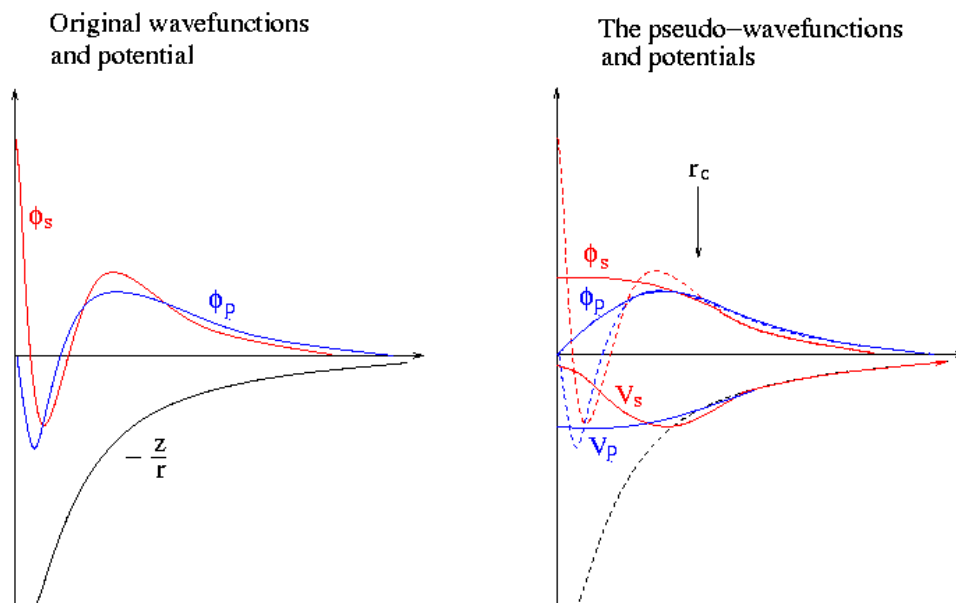 Original wavefunctions
and potential
ϕs
ϕp
− z/r
The pseudo−wavefunctions
and potentials
rc
ϕs
ϕp
Vs
Vp